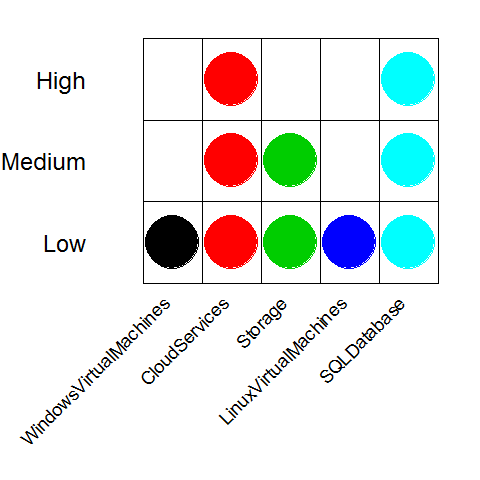 High
Medium
Low
WindowsVirtualMachines
CloudServices
Storage
LinuxVirtualMachines
SQLDatabase